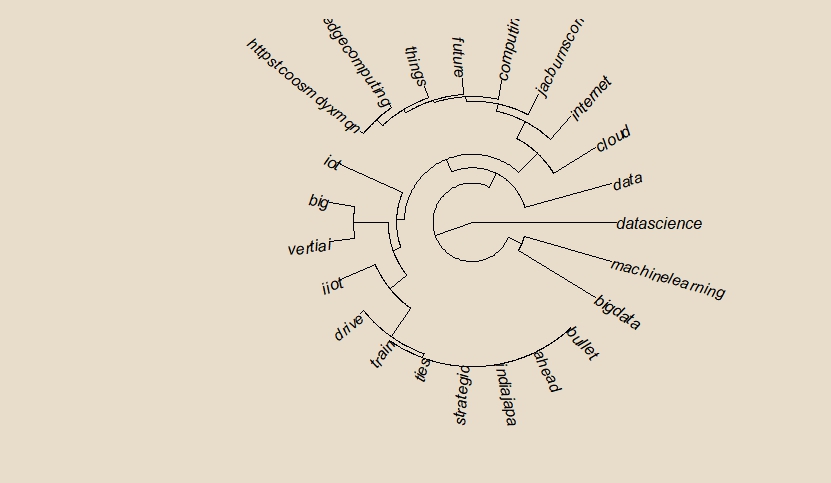 httpstcoosmdyxmqn
edgecomputing
things
future
computin
jacburnscom
internet
cloud
data
datascience
machinelearning
bigdata
bullet
ahead
indiajapa
strategic
ties
train
drive
iiot
vertiai
big
iot